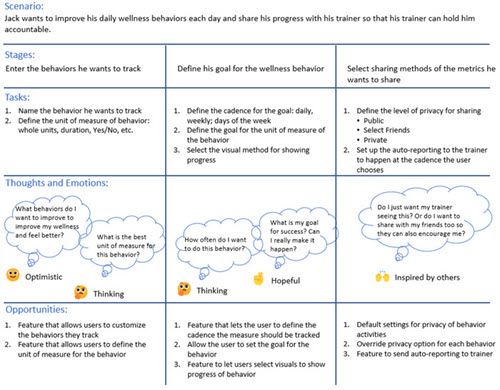 Scenario:
Jack wants to improve his daily wellness behaviors each day and share his progress with his trainer so that his trainer can hold him
accountable.
Stages:
Enter the behaviors he wants to track
Define his goal for the wellness behavior
Select sharing methods of the metrics he
wants to share
Tasks:
1. Name the behavior he wants to track
2. Define the unit of measure of behavior:
whole units, duration, Yes/No, etc.
1. Define the cadence for the goal: daily,
weekly; days of the week
2. Define the goal for the unit of measure of
the behavior
3. Select the visual method for showing
progress
1. Define the level of privacy for sharing
• Public
• Select Friends
• Private
2. Set up the auto-reporting to the trainer
to happen at the cadence the user
chooses
Thoughts and Emotions:
What behaviors do I
want to improve to
improve my wellness
and feel better?
Optimistic
What is the best
unit of measure for
this behavior?
Thinking
How often do I want
to do this behavior?
Thinking
What is my goal
for success? Can
I really make it
happen?
Hopeful
Do I just want my trainer
seeing this? Or do I want to
share with my friends too so
they can also encourage me?
Inspired by others
Opportunities:
1. Feature that allows users to customize
the behaviors they track
2. Feature that allows users to define the
unit of measure for the behavior
1. Feature that lets the user to define the
cadence the measure should be tracked
2. Allow the user to set the goal for the
behavior
3. Feature to let users select visuals to show
progress of behavior
1. Default settings for privacy of behavior
activities
2. Override privacy option for each behavior
3. Feature to send auto-reporting to trainer